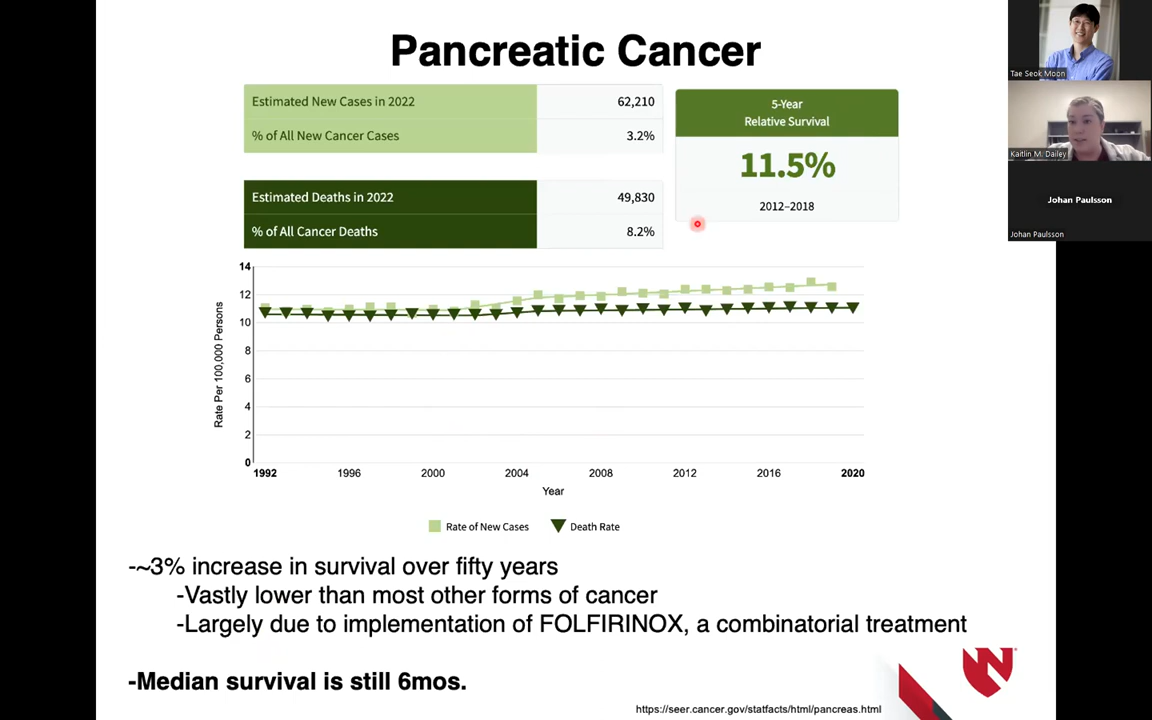 Pancreatic Cancer
Estimated New Cases in 2022 62,210
% of All New Cancer Cases 3.2%
Estimated Deaths in 2022 49,830
% of All Cancer Deaths 8.2%
5-Year
Relative Survival
11.5%
2012–2018
Tae Seok Moon
Kaitlin M. Dailey
Johan Paulsson
Johan Paulsson
Rate Per 100,000 Persons
14
12
10
8
6
4
2
0
1992 1996 2000 2004 2008 2012 2016 2020
Year
Rate of New Cases Death Rate
-~3% increase in survival over fifty years
-Vastly lower than most other forms of cancer
-Largely due to implementation of FOLFIRINOX, a combinatorial treatment
-Median survival is still 6mos.
N
https://seer.cancer.gov/statfacts/html/pancreas.html